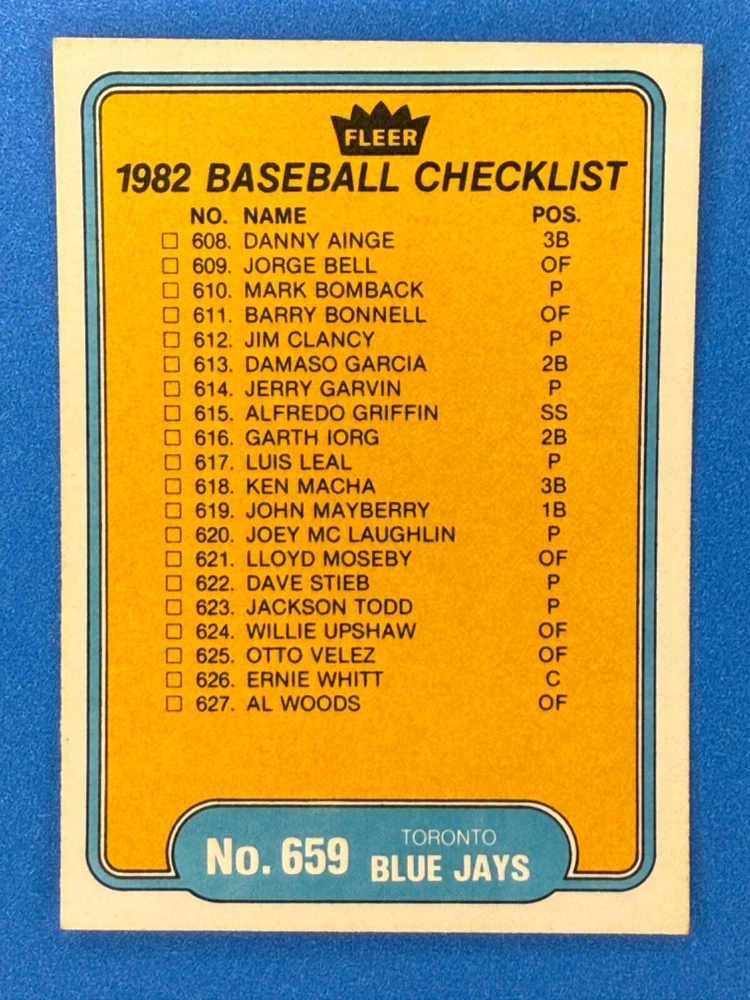 FLEER
1982 BASEBALL CHECKLIST
NO. NAME POS.
608. DANNY AINGE 3B
609. JORGE BELL OF
610. MARK BOMBACK P
611. BARRY BONNELL OF
612. JIM CLANCY P
613. DAMASO GARCIA 2B
614. JERRY GARVIN P
615. ALFREDO GRIFFIN SS
616. GARTH IORG 2B
617. LUIS LEAL P
618. KEN MACHA 3B
619. JOHN MAYBERRY 1B
620. JOEY MC LAUGHLIN P
621. LLOYD MOSEBY OF
622. DAVE STIEB P
623. JACKSON TODD P
624. WILLIE UPSHAW OF
625. OTTO VELEZ OF
626. ERNIE WHITT C
627. AL WOODS OF
No. 659
TORONTO
BLUE JAYS